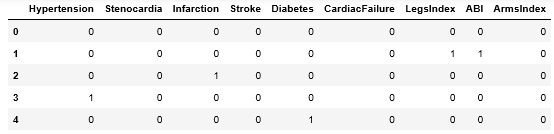 Hypertension Stenocardia Infarction Stroke Diabetes CardiacFailure LegsIndex ABI ArmsIndex
0 0 0 0 0 0 0 0 0 0
1 0 0 0 0 0 0 1 1 0
2 0 0 1 0 0 0 0 0 0
3 1 0 0 0 0 0 0 0 0
4 0 0 0 0 1 0 0 0 0